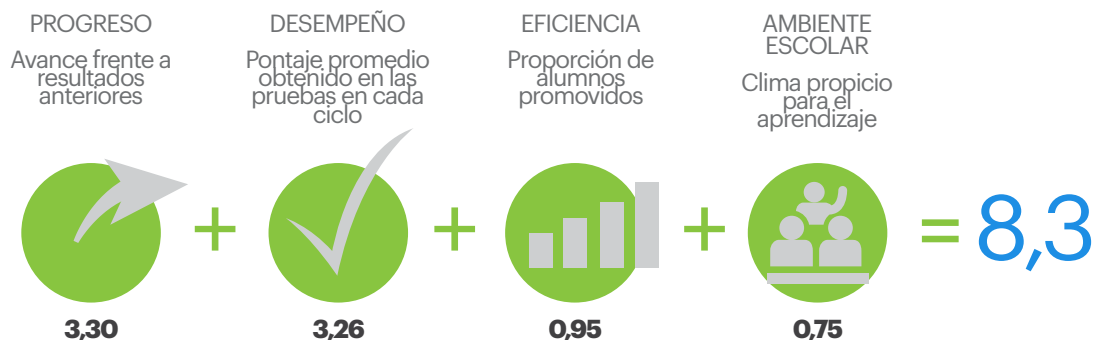 PROGRESO
Avance frente a
resultados
anteriores
DESEMPEÑO
Pontaje promedio
obtenido en las
pruebas en cada
ciclo
EFICIENCIA
Proporción de
alumnos
promovidos
AMBIENTE
ESCOLAR
Clima propicio
para el
aprendizaje
+ + + = 8,3
3,30
3,26
0,95
0,75